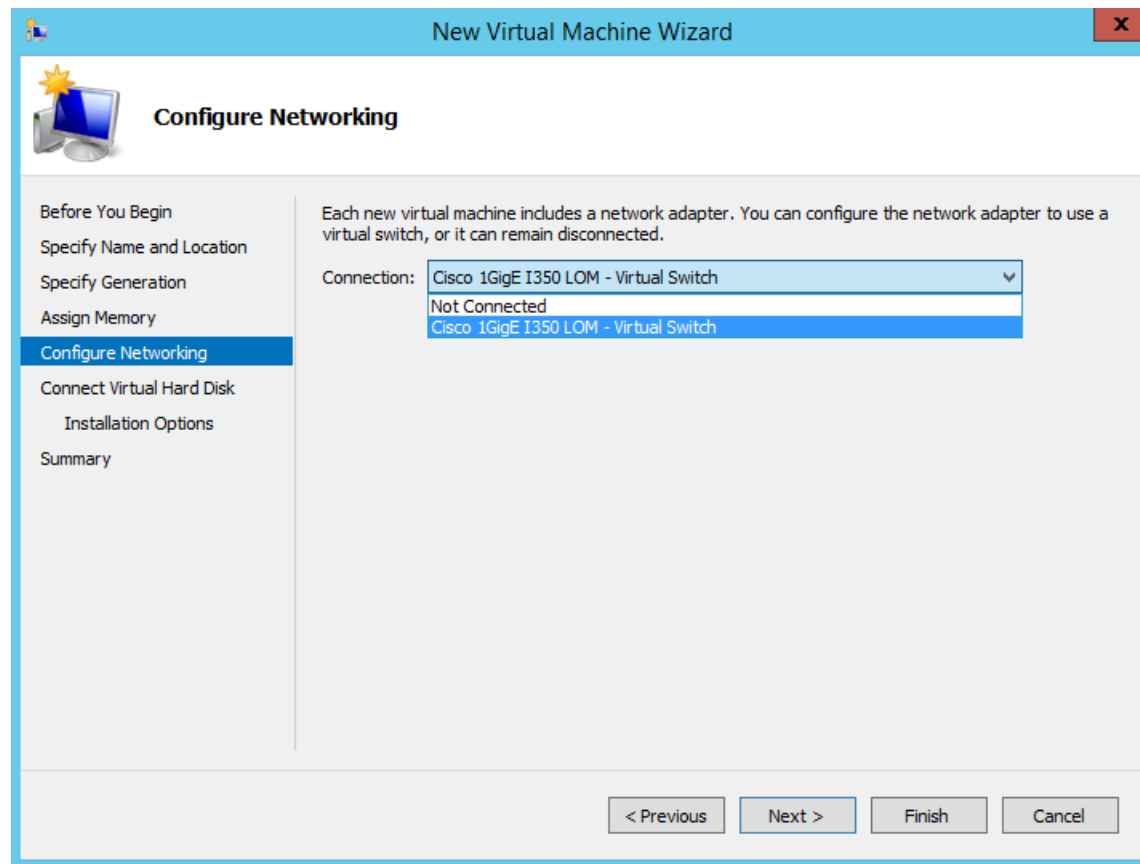 New Virtual Machine Wizard
x
Configure Networking
Before You Begin
Specify Name and Location
Specify Generation
Assign Memory
Configure Networking
Connect Virtual Hard Disk
Installation Options
Summary
Each new virtual machine includes a network adapter. You can configure the network adapter to use a
virtual switch, or it can remain disconnected.
Connection: Cisco 1GigE I350 LOM - Virtual Switch
Not Connected
Cisco 1GigE I350 LOM - Virtual Switch
< Previous Next > Finish Cancel